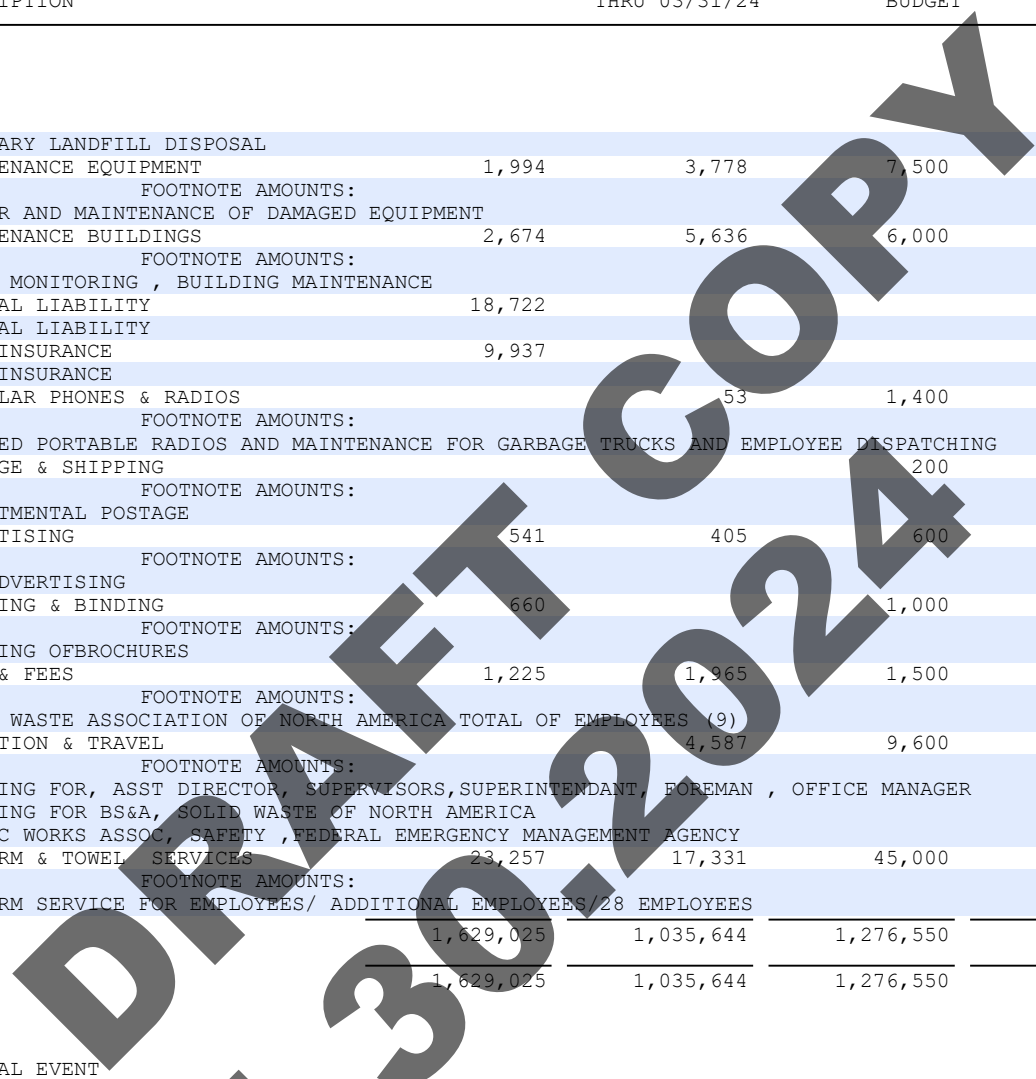 THRU 03/31/24 BUDGET
ARY LANDFILL DISPOSAL
ENANCE EQUIPMENT 1,994 3,778 7,500
FOOTNOTE AMOUNTS:
R AND MAINTENANCE OF DAMAGED EQUIPMENT
ENANCE BUILDINGS 2,674 5,636 6,000
FOOTNOTE AMOUNTS:
MONITORING , BUILDING MAINTENANCE
AL LIABILITY 18,722
AL LIABILITY
INSURANCE 9,937
INSURANCE
LAR PHONES & RADIOS 53 1,400
FOOTNOTE AMOUNTS:
ED PORTABLE RADIOS AND MAINTENANCE FOR GARBAGE TRUCKS AND EMPLOYEE DISPATCHING
GE & SHIPPING 200
FOOTNOTE AMOUNTS:
TMENTAL POSTAGE
TISING 541 405 600
FOOTNOTE AMOUNTS:
DVERTISING
ING & BINDING 660 1,000
FOOTNOTE AMOUNTS:
ING OFBROCHURES
& FEES 1,225 1,965 1,500
FOOTNOTE AMOUNTS:
WASTE ASSOCIATION OF NORTH AMERICA TOTAL OF EMPLOYEES (9)
TION & TRAVEL 4,587 9,600
FOOTNOTE AMOUNTS:
ING FOR, ASST DIRECTOR, SUPERVISORS,SUPERINTENDANT, FOREMAN , OFFICE MANAGER
ING FOR BS&A, SOLID WASTE OF NORTH AMERICA
C WORKS ASSOC, SAFETY ,FEDERAL EMERGENCY MANAGEMENT AGENCY
RM & TOWEL SERVICES 23,257 17,331 45,000
FOOTNOTE AMOUNTS:
RM SERVICE FOR EMPLOYEES/ ADDITIONAL EMPLOYEES/28 EMPLOYEES
1,629,025 1,035,644 1,276,550
1,629,025 1,035,644 1,276,550
AL EVENT
DRAFT COPY
30.2024